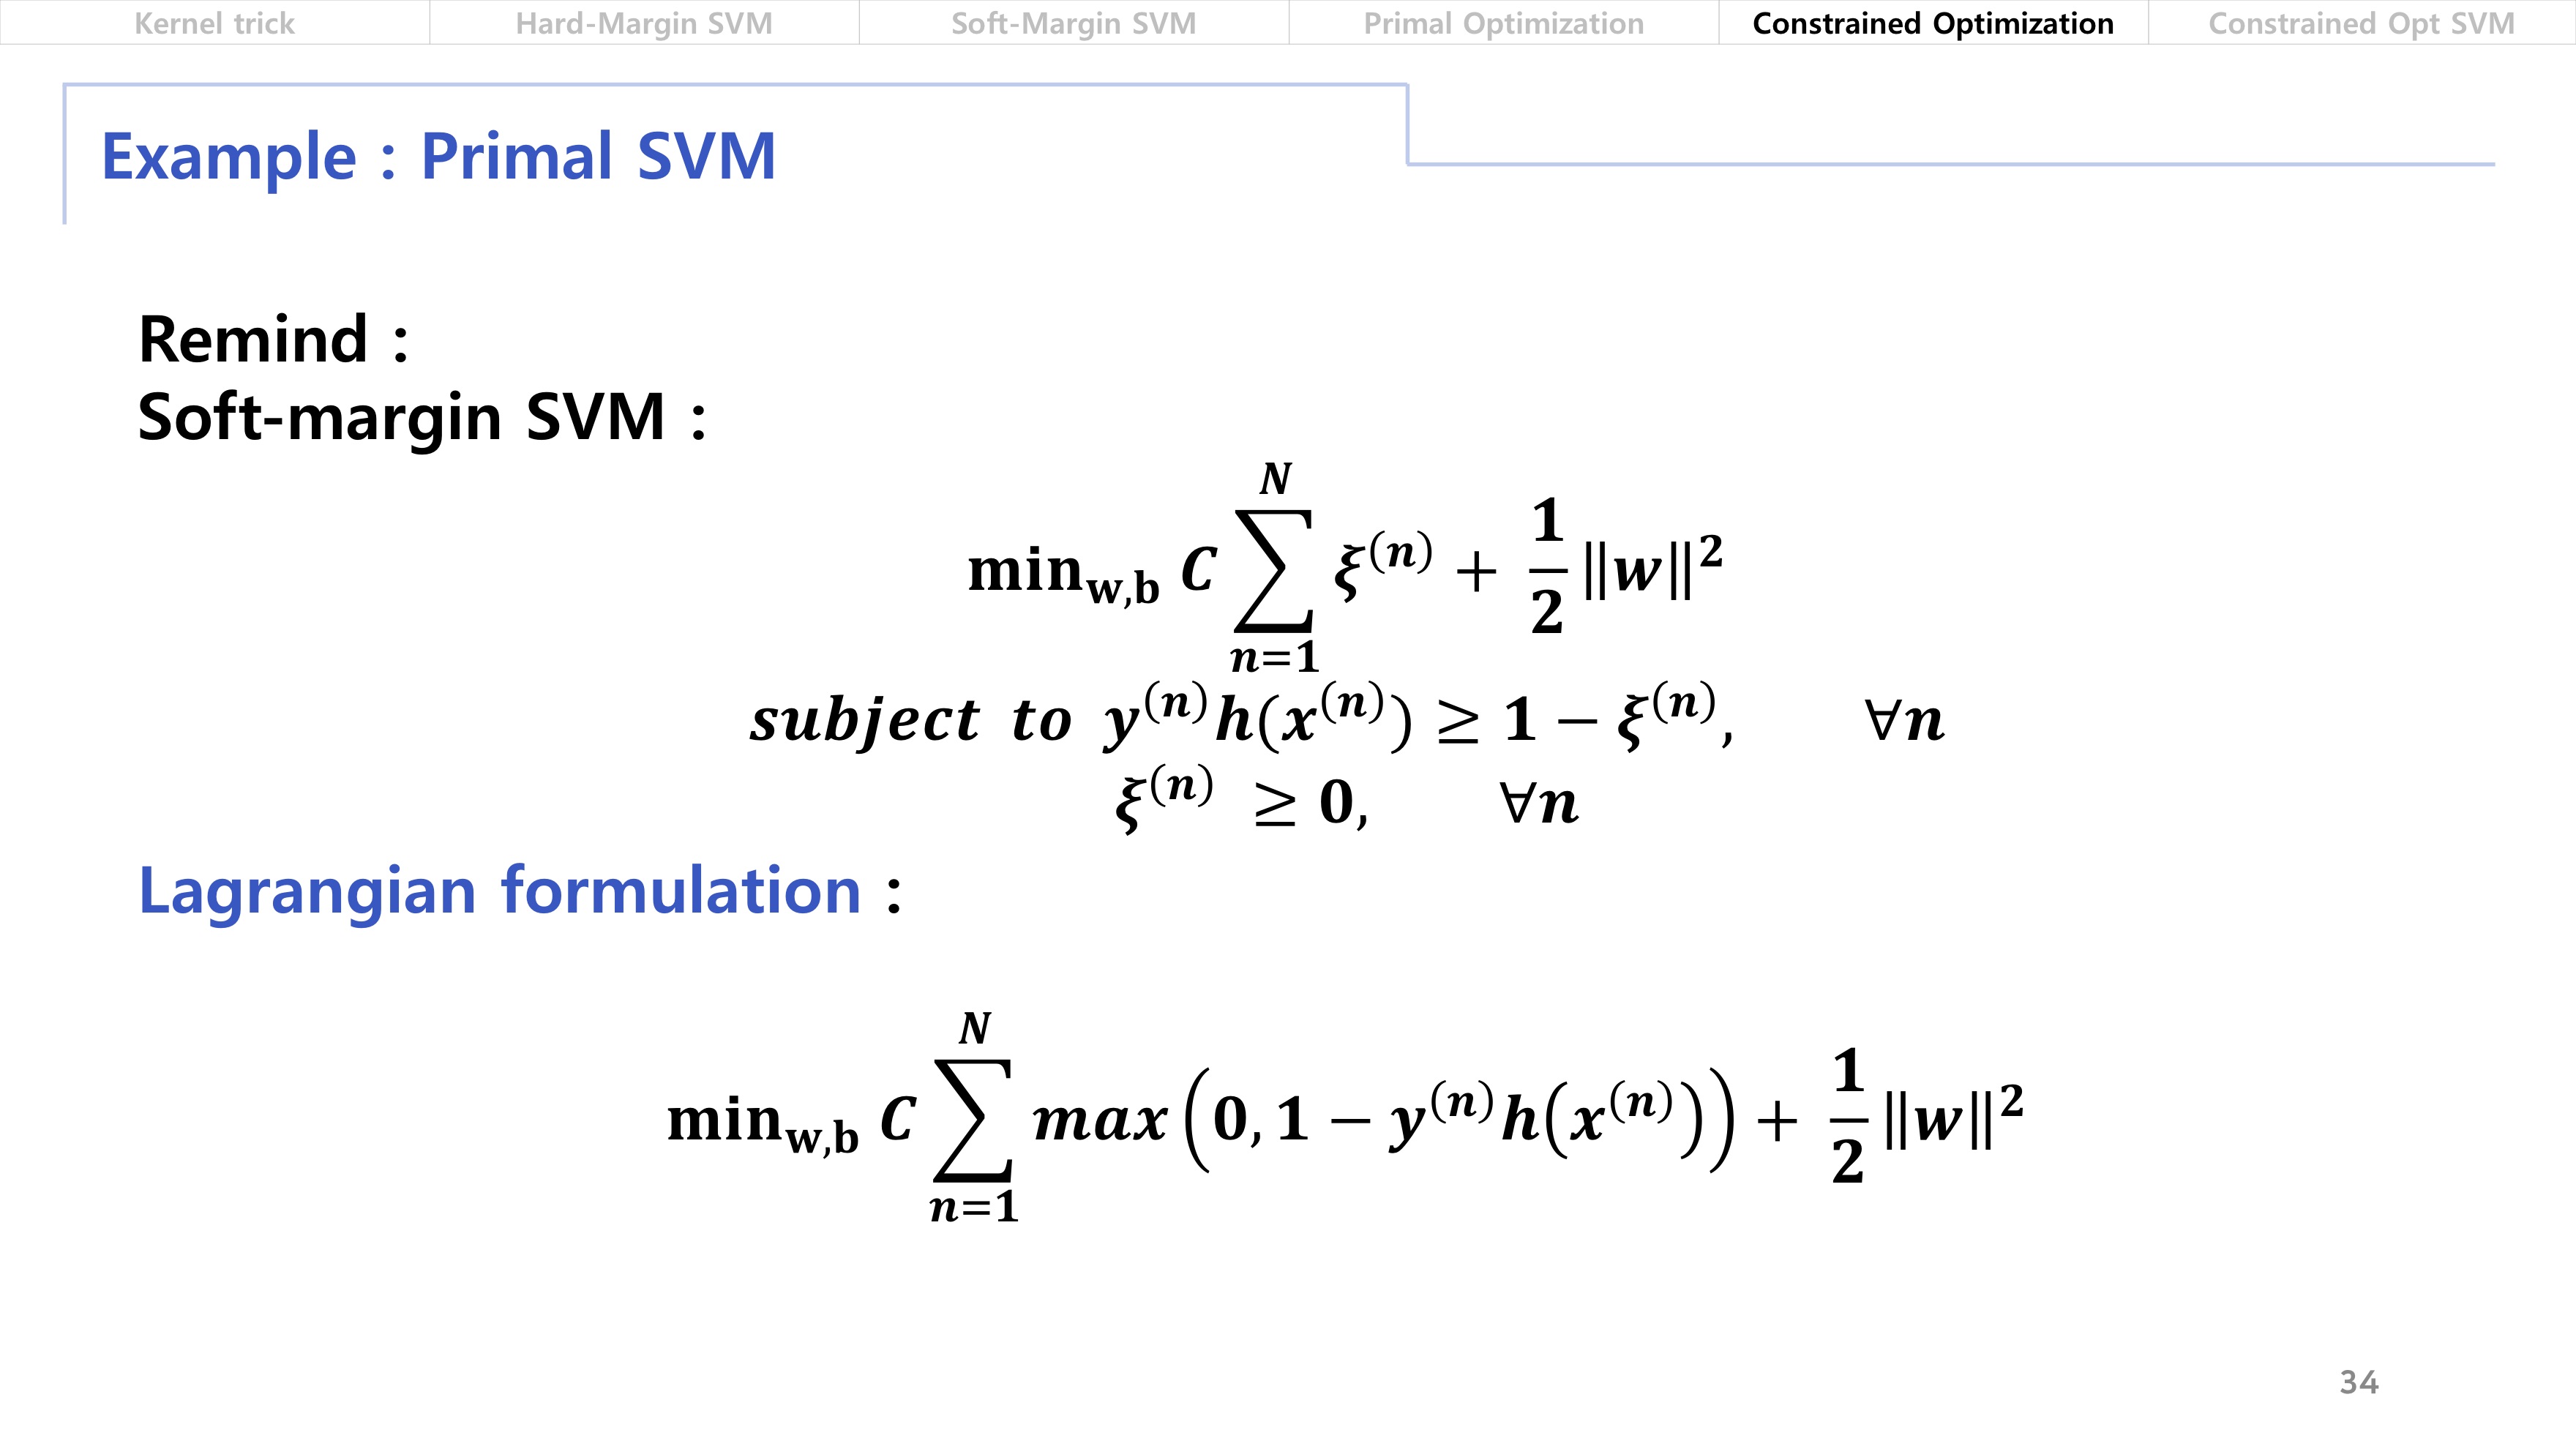 Kernel trick
Hard-Margin SVM
Soft-Margin SVM
Primal Optimization
Constrained Optimization
Constrained Opt SVM
Example : Primal SVM
Remind :
Soft-margin SVM :
$\min_{w,b} C \sum_{n=1}^{N} \xi^{(n)} + \frac{1}{2} \|w\|^2$
$subject\ to\ y^{(n)} h(x^{(n)}) \geq 1 - \xi^{(n)}, \quad \forall n$
$\xi^{(n)} \geq 0, \quad \forall n$
Lagrangian formulation :
$\min_{w,b} C \sum_{n=1}^{N} max\left(0, 1 - y^{(n)} h\left(x^{(n)}\right)\right) + \frac{1}{2} \|w\|^2$
34